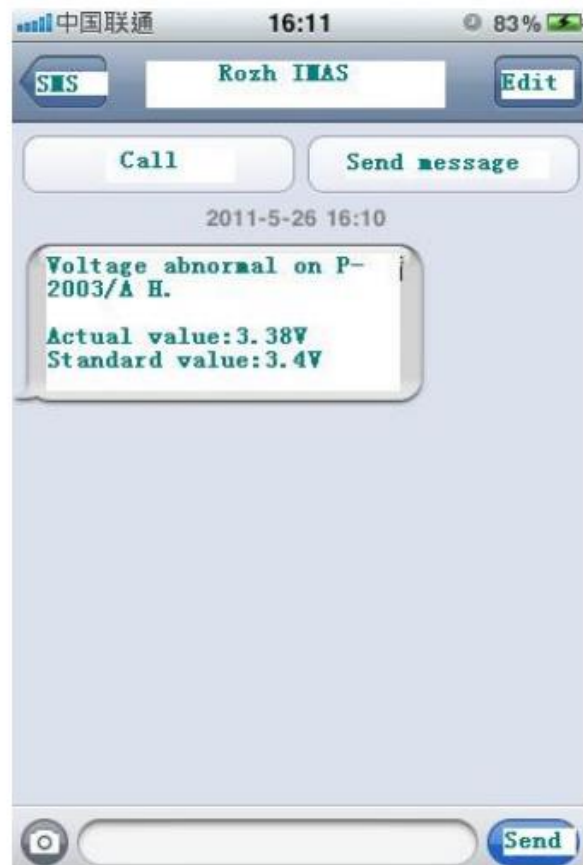 中国联通 16:11 83%
SMS Rozh IMAS Edit
Call Send message
2011-5-26 16:10
Voltage abnormal on P-
2003/A H.
Actual value:3.38V
Standard value:3.4V
Send